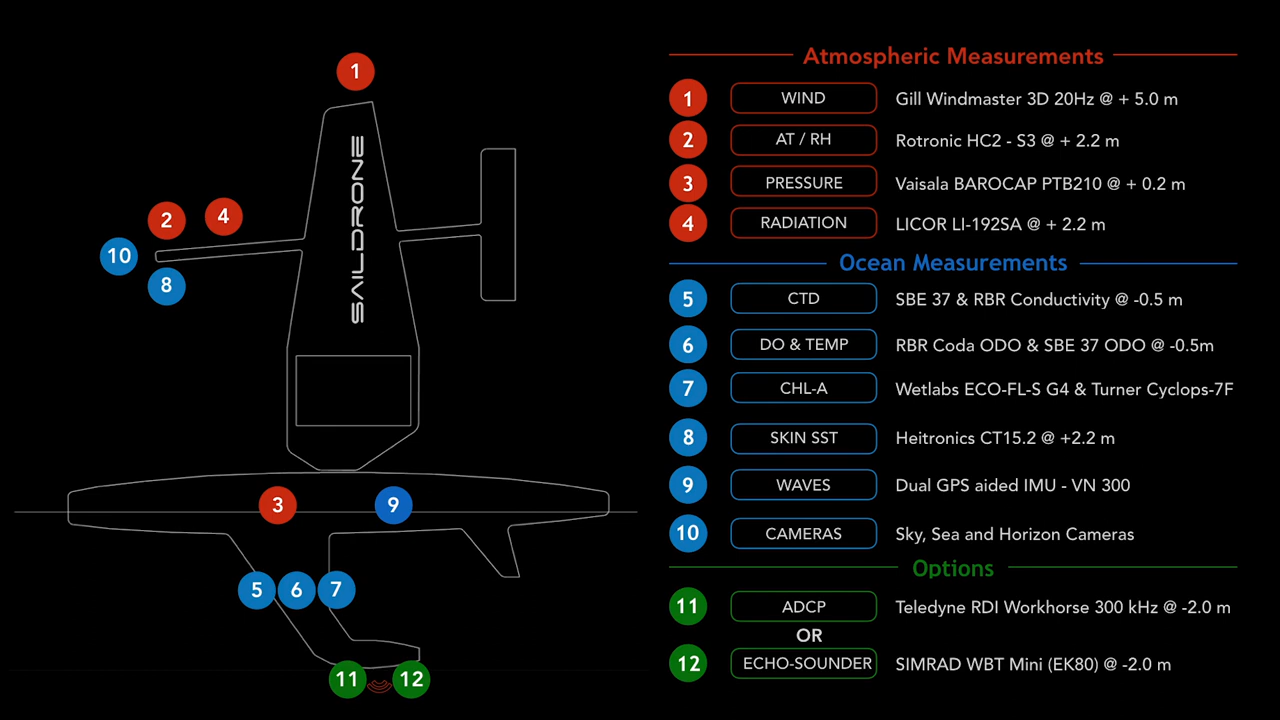 1
SAILDRONE
2
4
10
8
3
9
5
6
7
11
12
Atmospheric Measurements
1 WIND Gill Windmaster 3D 20Hz @ + 5.0 m
2 AT / RH Rotronic HC2 - S3 @ + 2.2 m
3 PRESSURE Vaisala BAROCAP PTB210 @ + 0.2 m
4 RADIATION LICOR LI-192SA @ + 2.2 m
Ocean Measurements
5 CTD SBE 37 & RBR Conductivity @ -0.5 m
6 DO & TEMP RBR Coda ODO & SBE 37 ODO @ -0.5m
7 CHL-A Wetlabs ECO-FL-S G4 & Turner Cyclops-7F
8 SKIN SST Heitronics CT15.2 @ +2.2 m
9 WAVES Dual GPS aided IMU - VN 300
10 CAMERAS Sky, Sea and Horizon Cameras
Options
11 ADCP Teledyne RDI Workhorse 300 kHz @ -2.0 m
OR
12 ECHO-SOUNDER SIMRAD WBT Mini (EK80) @ -2.0 m